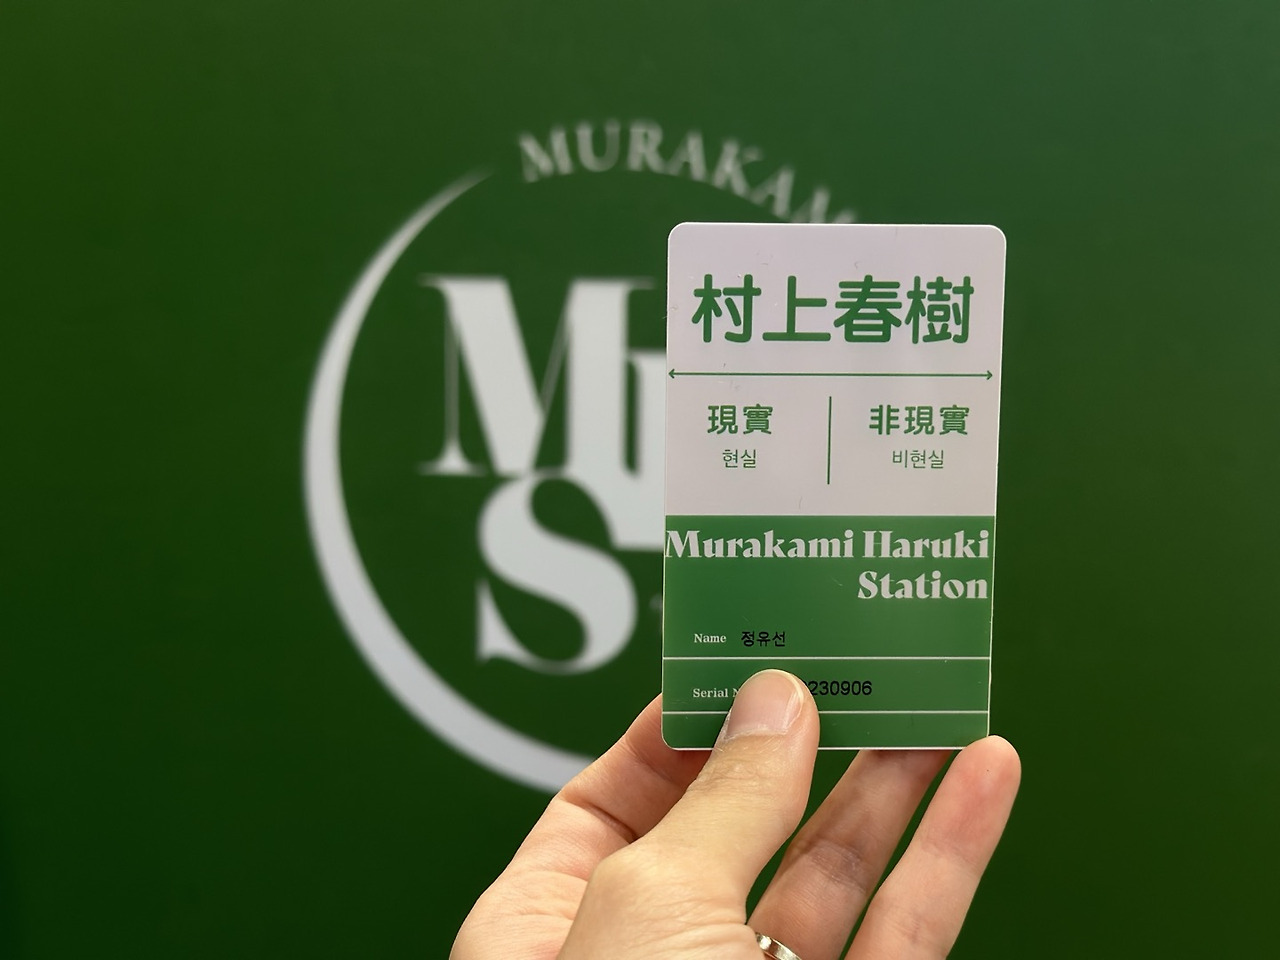 MURAKAM
M
S
村上春樹
現實
현실
非現實
비현실
Murakami Haruki
Station
Name 정유선
Serial 230906